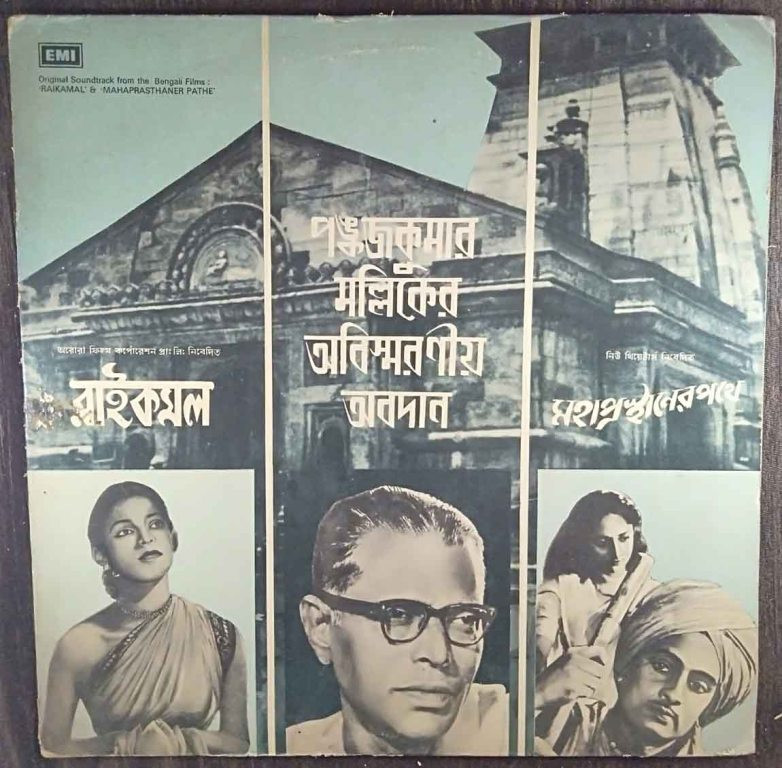 EMI
Original Soundtrack from the Bengali Films :
'RAIKAMAL' & 'MAHAPRASTHANER PATHE'
অরোরা ফিল্ম কর্পোরেশন প্রাঃ লিঃ নিবেদিত
রাইকমল
পঙ্কজকুমার
মল্লিকের
অবিস্মরণীয়
অবদান
নিউ থিয়েটার্স নিবেদিত
মহাপ্রস্থানের পথে